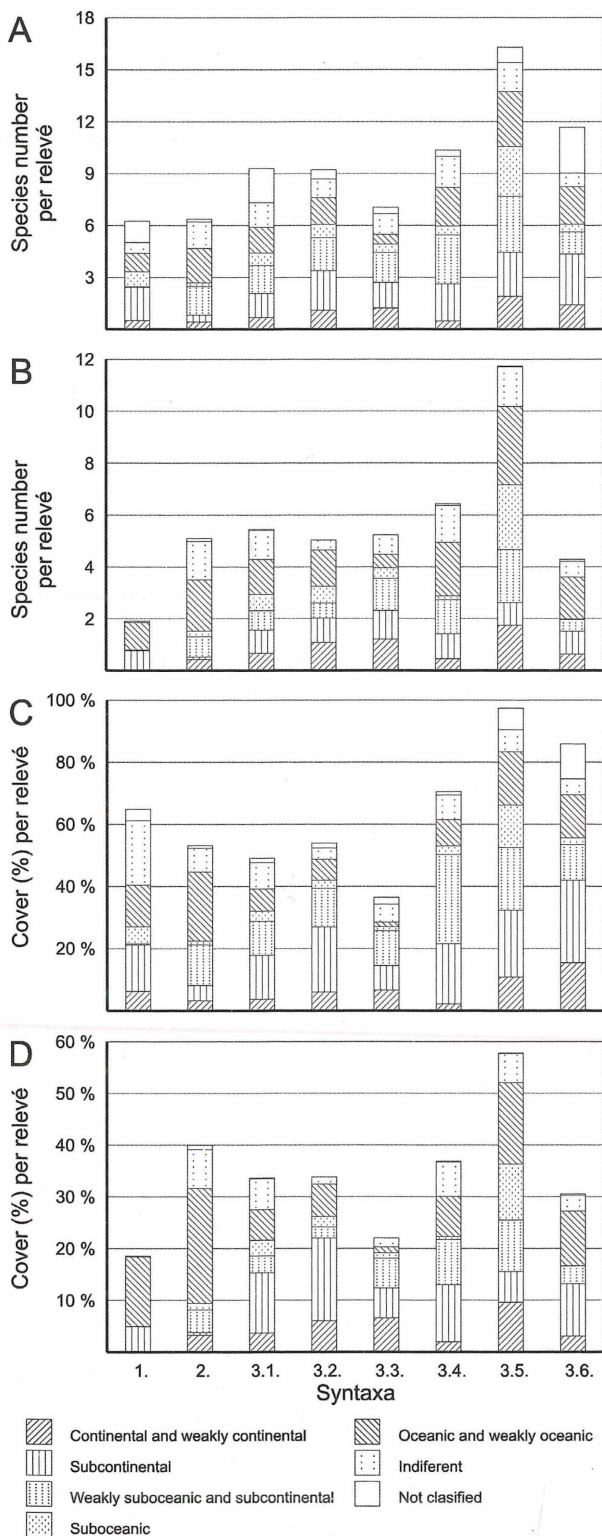 A
Species number
per relevé
18
15
12
9
6
3
B
Species number
per relevé
12
10
8
6
4
2
C
Cover (%) per relevé
100 %
80 %
60 %
40 %
20 %
D
Cover (%) per relevé
60 %
50 %
40 %
30 %
20 %
10 %
1. 2. 3.1. 3.2. 3.3. 3.4. 3.5. 3.6.
Syntaxa
Continental and weakly continental
Subcontinental
Weakly suboceanic and subcontinental
Suboceanic
Oceanic and weakly oceanic
Indiferent
Not clasified